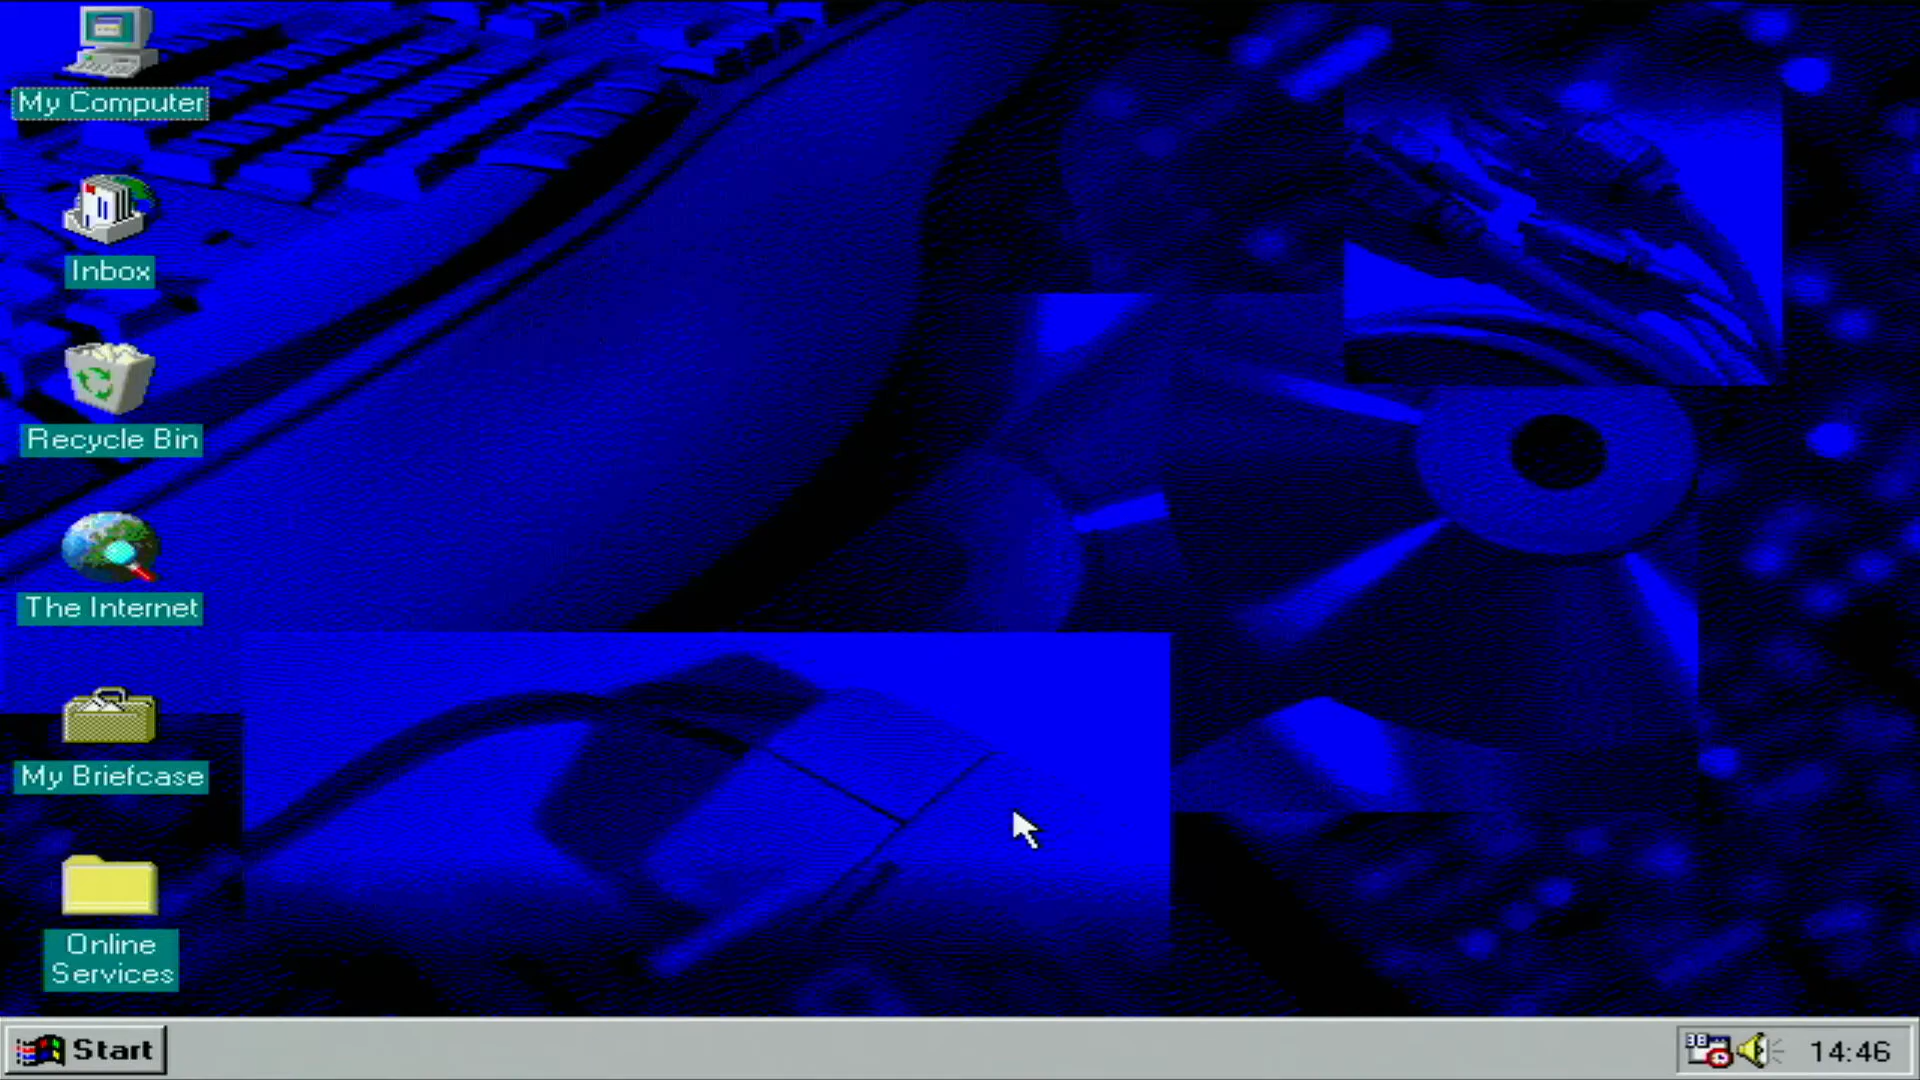 My Computer
Inbox
Recycle Bin
The Internet
My Briefcase
Online
Services
Start
14:46